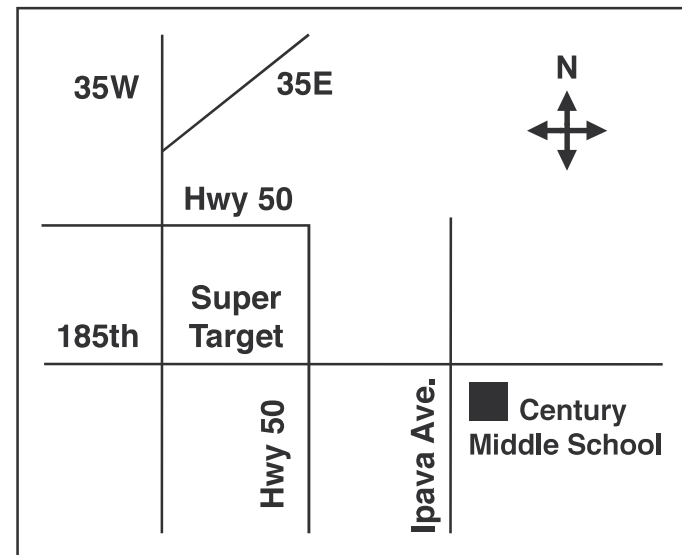 N
35W
35E
Hwy 50
Super
Target
185th
Hwy 50
Ipava Ave.
Century
Middle School